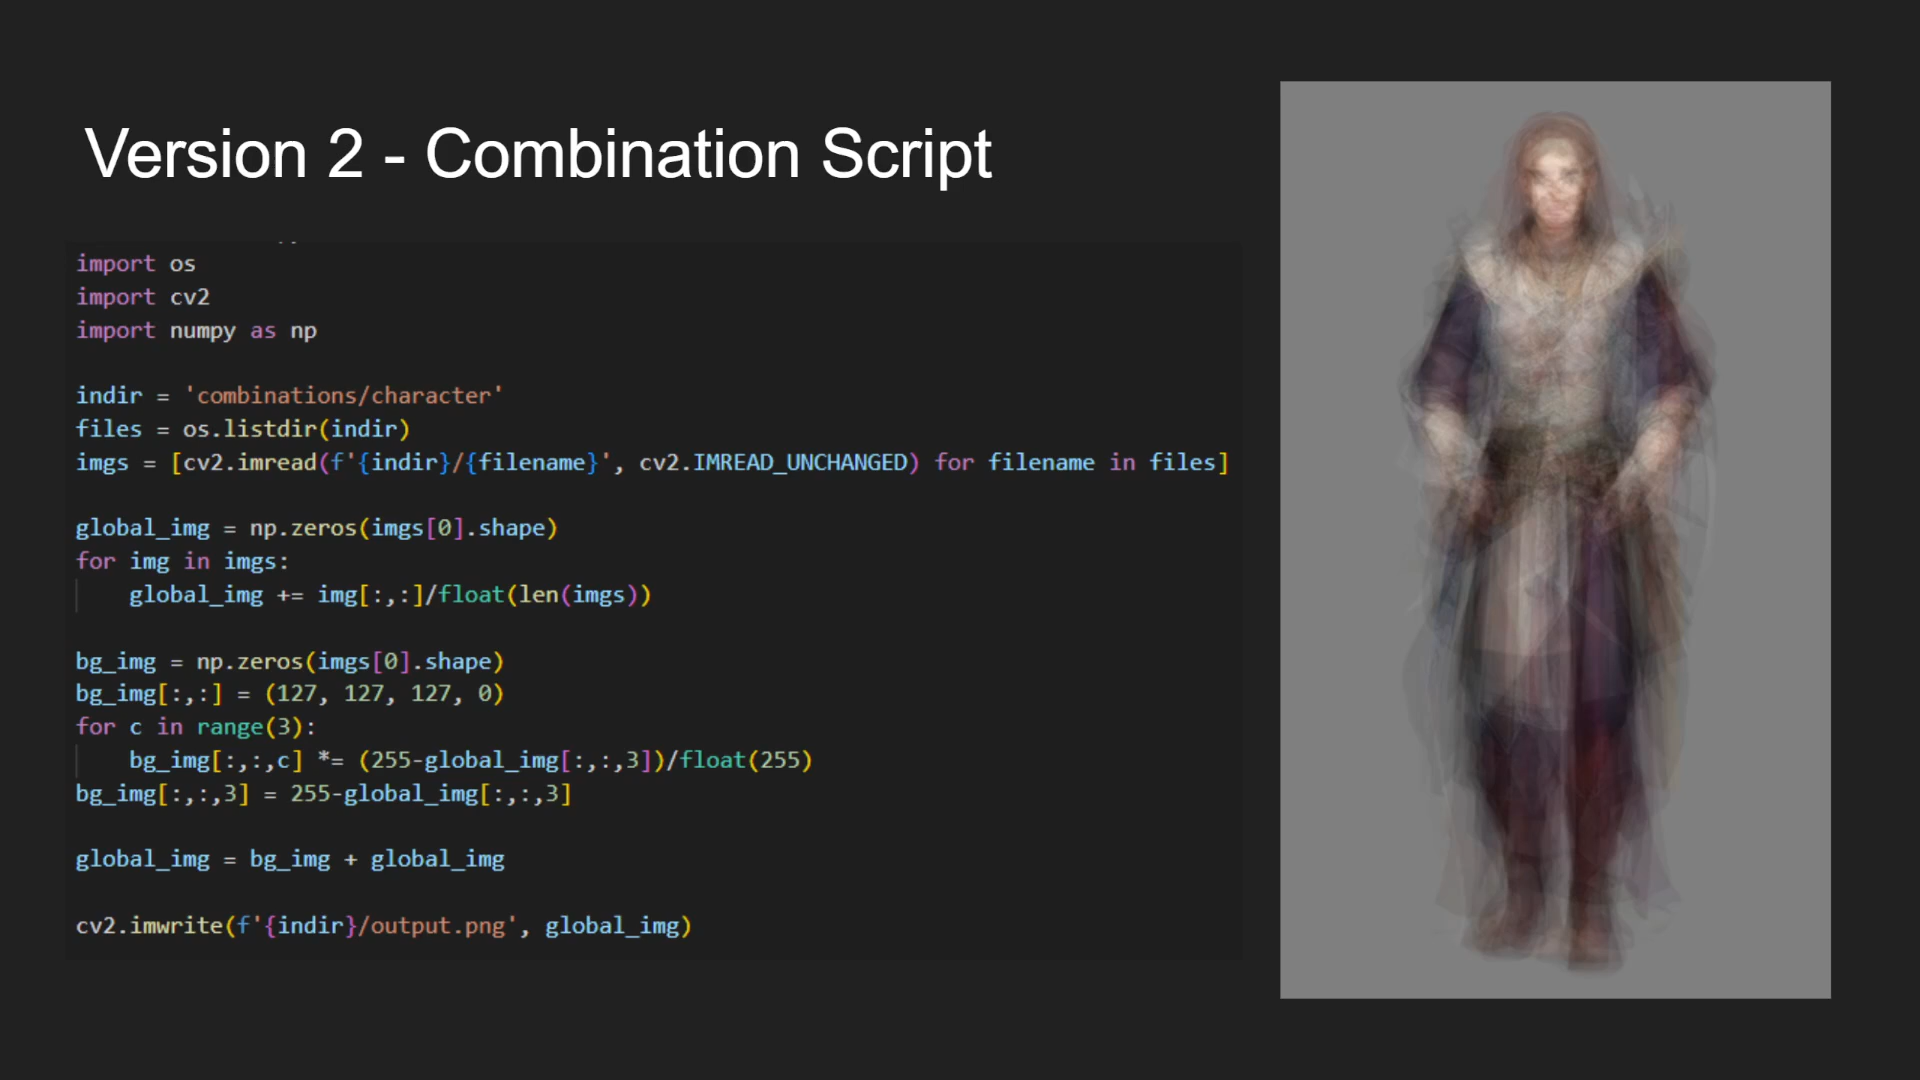 Version 2 - Combination Script
import os
import cv2
import numpy as np
indir = 'combinations/character'
files = os.listdir(indir)
imgs = [cv2.imread(f'{indir}/{filename}', cv2.IMREAD_UNCHANGED) for filename in files]
global_img = np.zeros(imgs[0].shape)
for img in imgs:
    global_img += img[:,:]/float(len(imgs))
bg_img = np.zeros(imgs[0].shape)
bg_img[:,:] = (127, 127, 127, 0)
for c in range(3):
    bg_img[:,:,c] *= (255-global_img[:,:,3])/float(255)
bg_img[:,:,3] = 255-global_img[:,:,3]
global_img = bg_img + global_img
cv2.imwrite(f'{indir}/output.png', global_img)